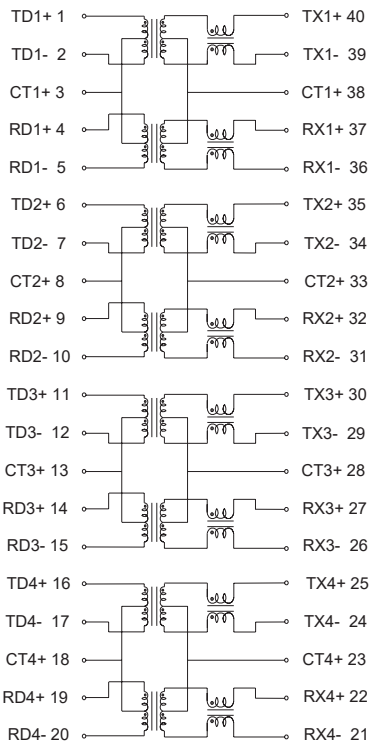 TD1+ 1 TX1+ 40
TD1- 2 TX1- 39
CT1+ 3 CT1+ 38
RD1+ 4 RX1+ 37
RD1- 5 RX1- 36
TD2+ 6 TX2+ 35
TD2- 7 TX2- 34
CT2+ 8 CT2+ 33
RD2+ 9 RX2+ 32
RD2- 10 RX2- 31
TD3+ 11 TX3+ 30
TD3- 12 TX3- 29
CT3+ 13 CT3+ 28
RD3+ 14 RX3+ 27
RD3- 15 RX3- 26
TD4+ 16 TX4+ 25
TD4- 17 TX4- 24
CT4+ 18 CT4+ 23
RD4+ 19 RX4+ 22
RD4- 20 RX4- 21